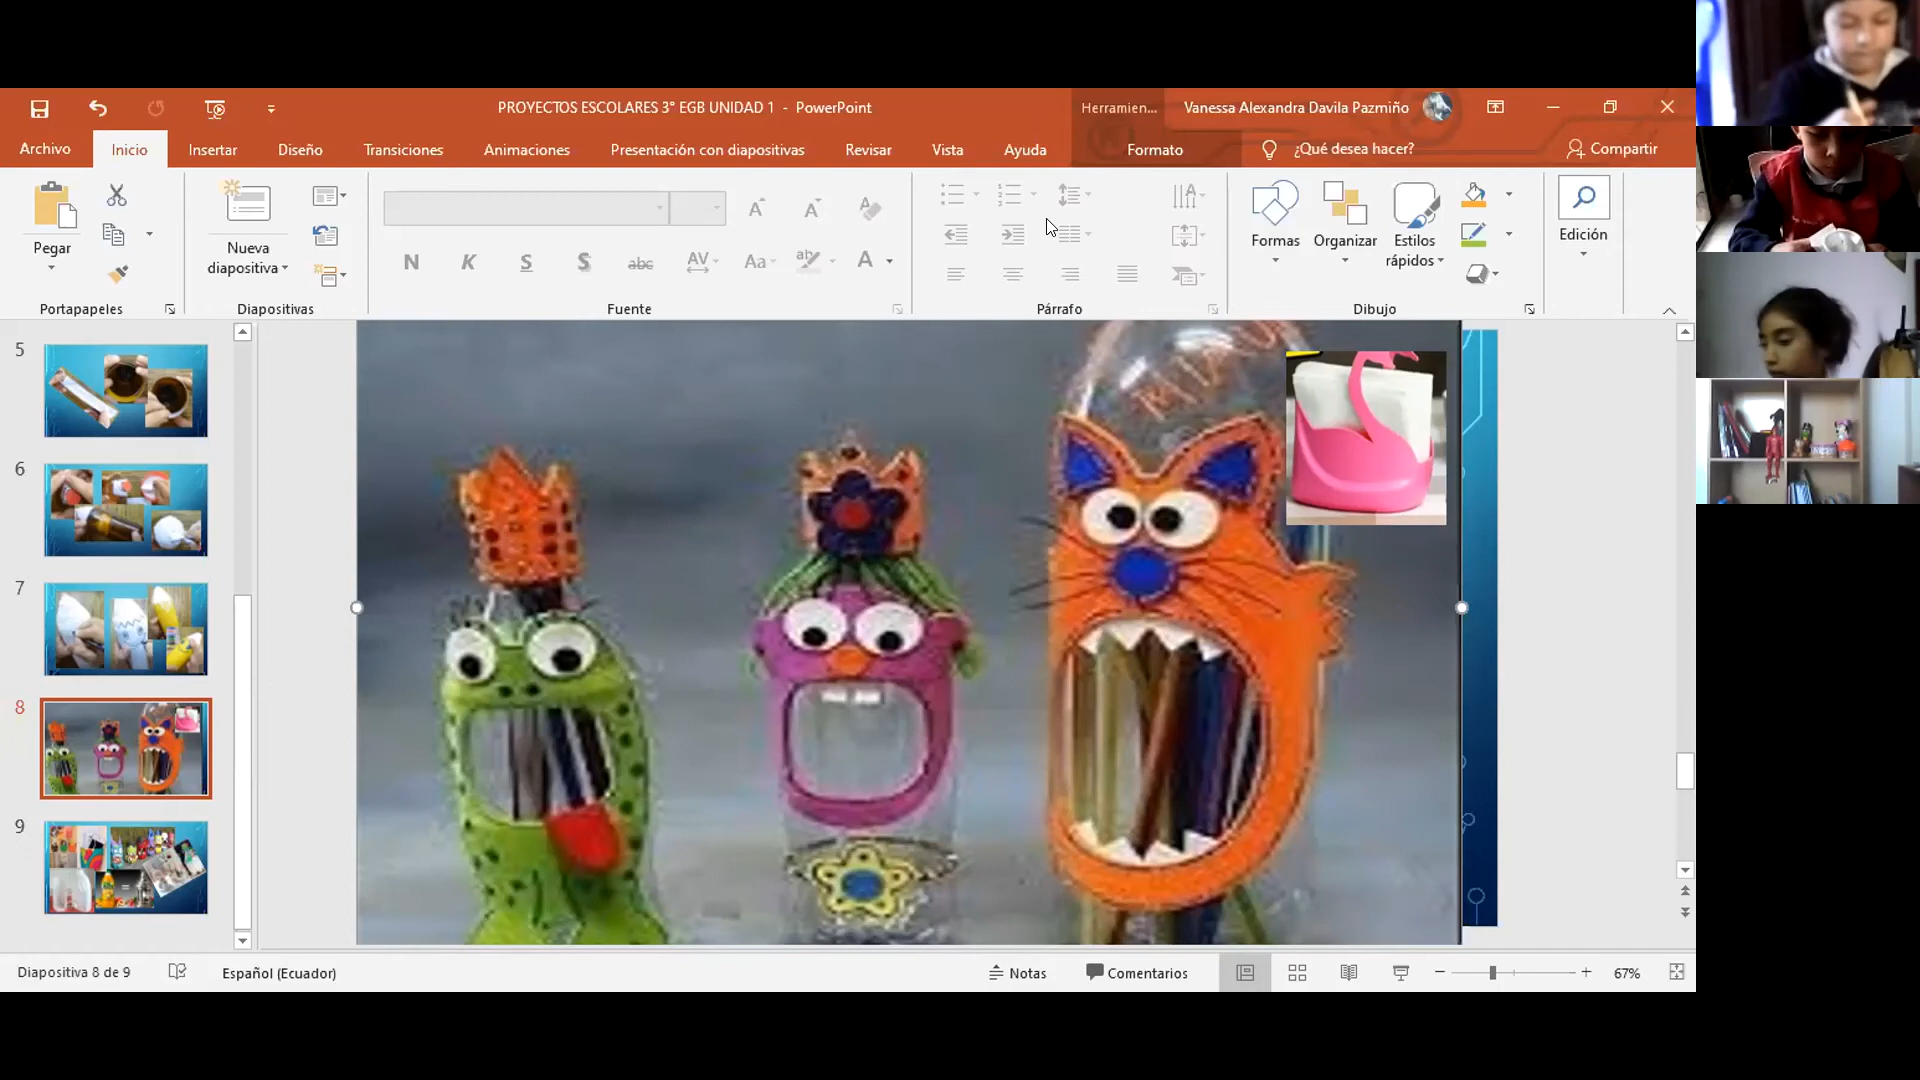 PROYECTOS ESCOLARES 3° EGB UNIDAD 1 - PowerPoint
Herramien...
Vanessa Alexandra Davila Pazmiño
Archivo
Inicio
Insertar
Diseño
Transiciones
Animaciones
Presentación con diapositivas
Revisar
Vista
Ayuda
Formato
¿Qué desea hacer?
Compartir
Pegar
Nueva
diapositiva
N K S S abc AV Aa ab A
Formas
Organizar
Estilos
rápidos
Edición
Portapapeles
Diapositivas
Fuente
Párrafo
Dibujo
5
6
7
8
9
Diapositiva 8 de 9
Español (Ecuador)
Notas
Comentarios
67%